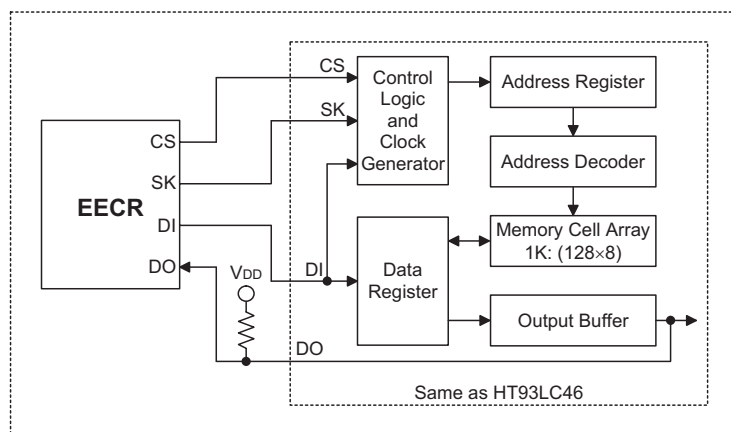 CS
Control
Logic
and
Clock
Generator
Address Register
SK
CS
SK
EECR
DI
DO
Address Decoder
Memory Cell Array
1K: (128×8)
VDD
DI
Data
Register
Output Buffer
DO
Same as HT93LC46